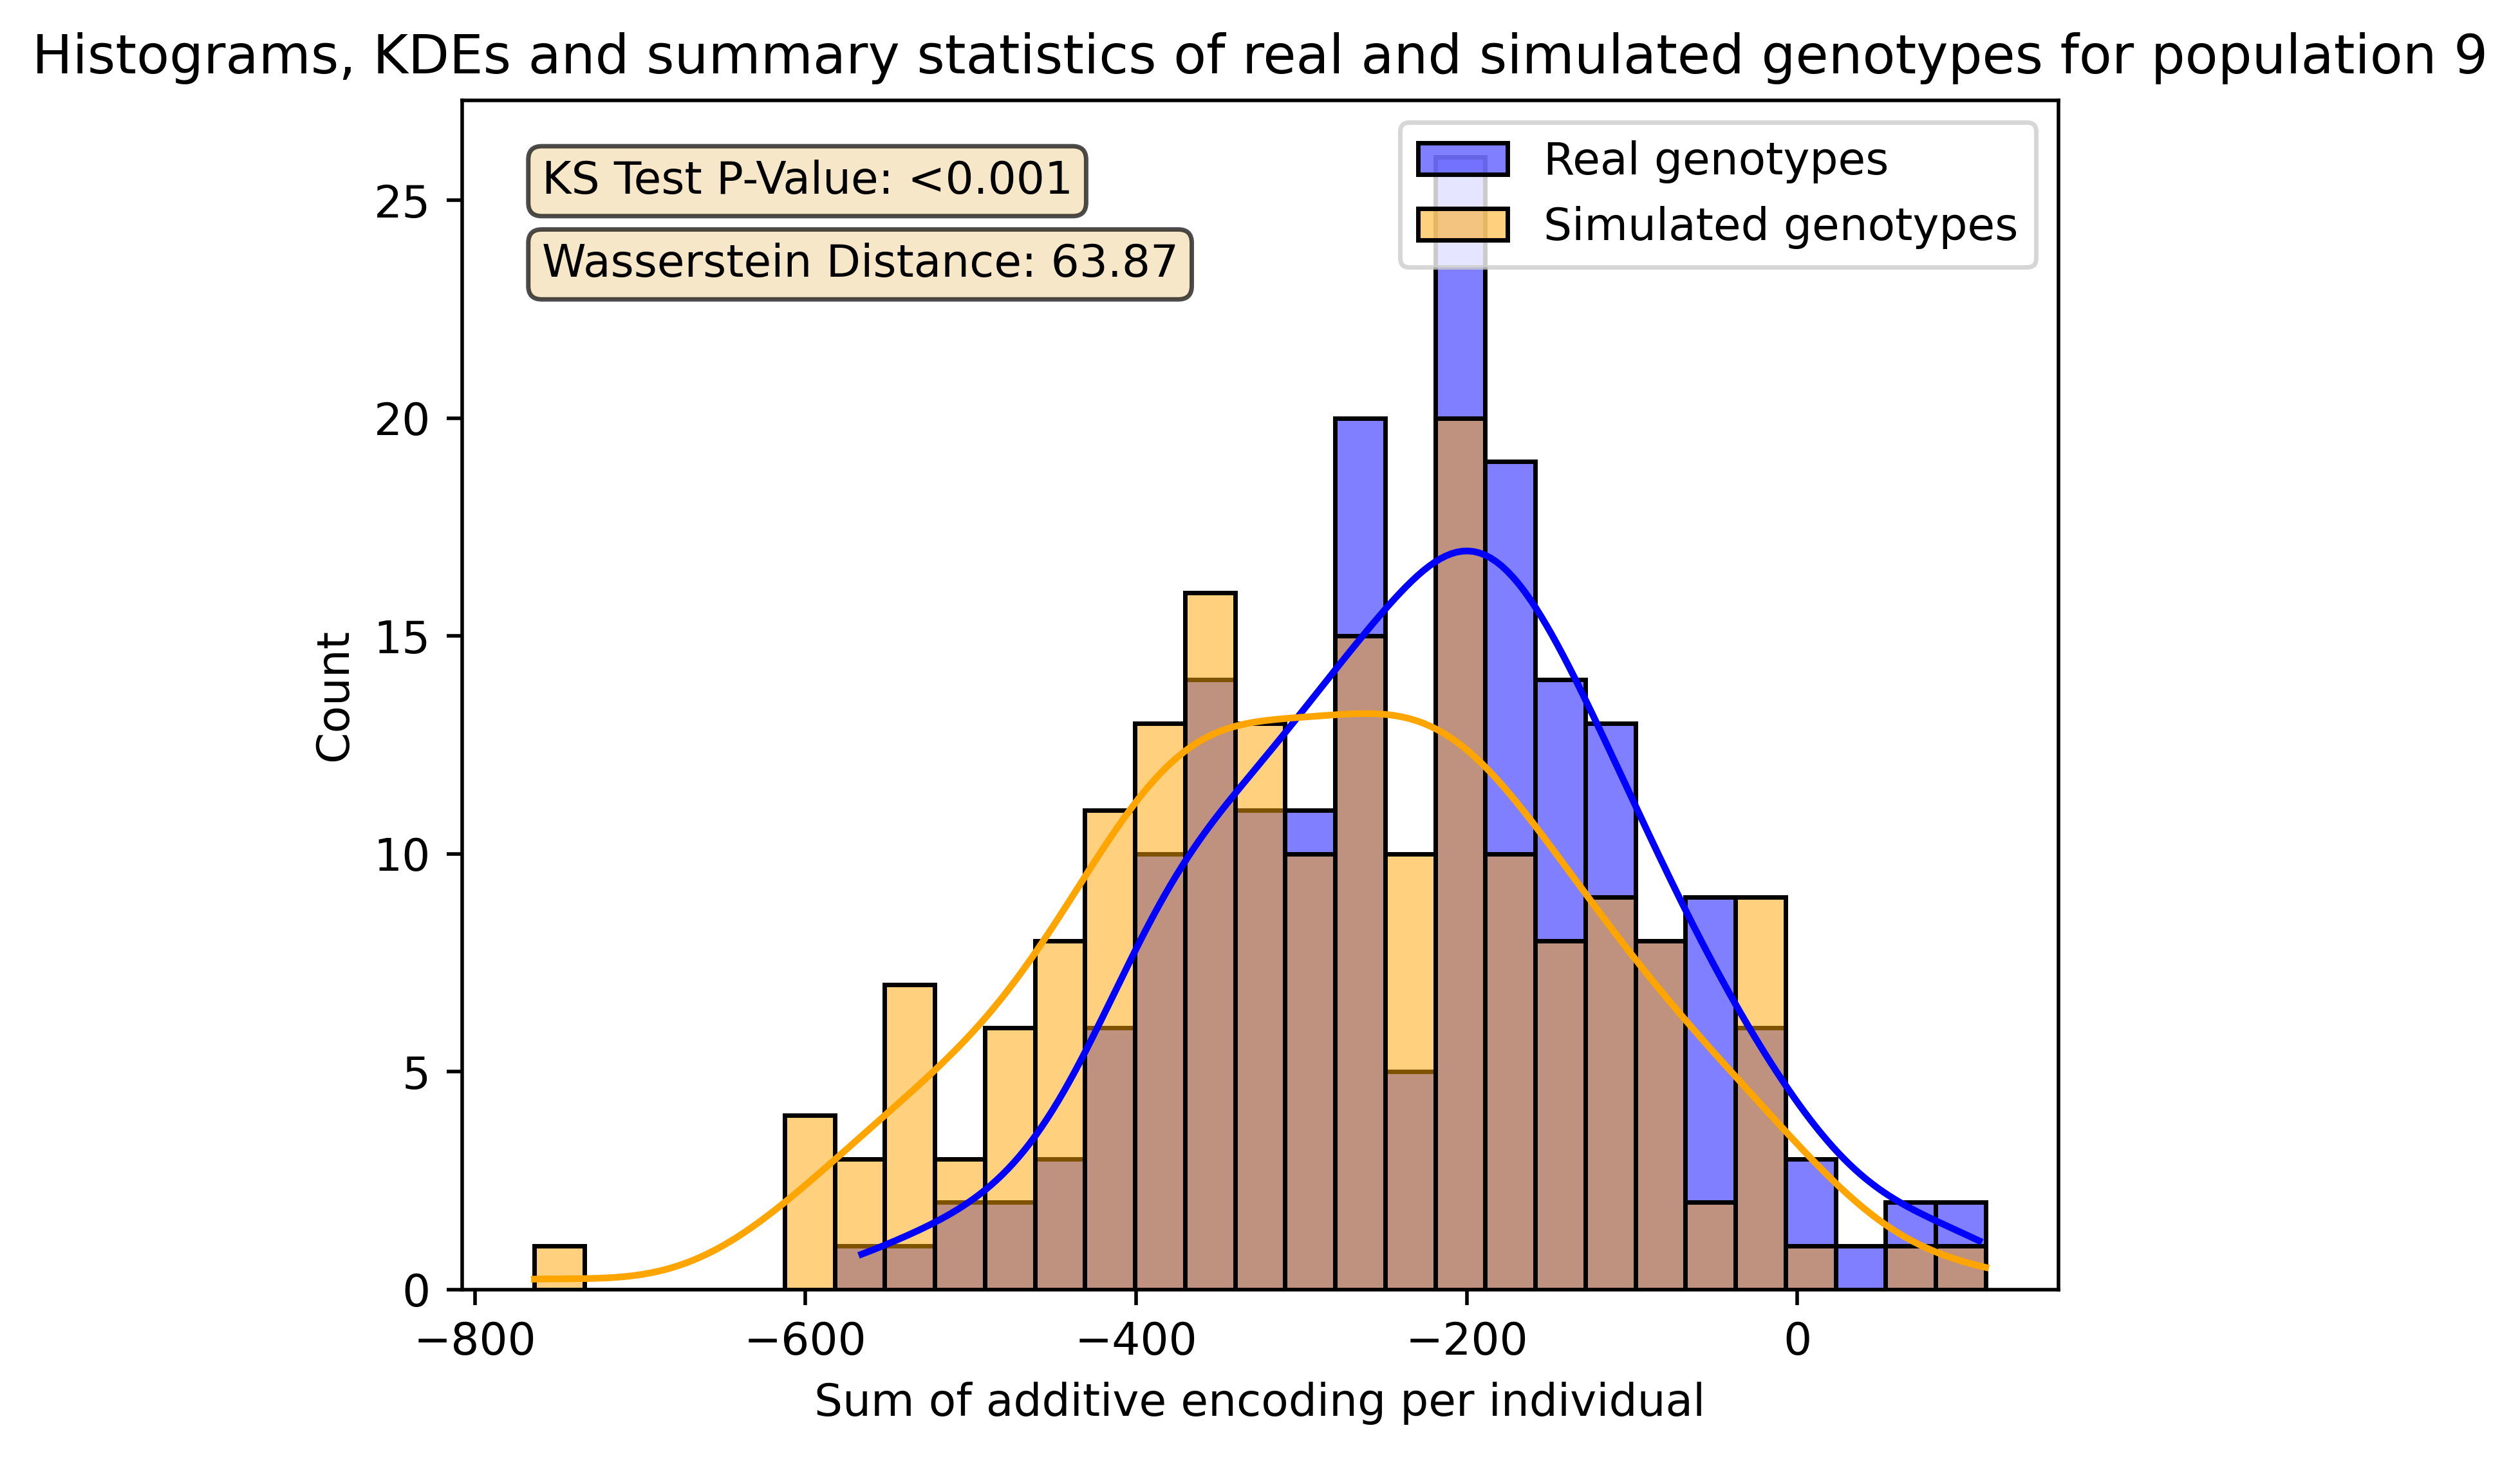 Histograms, KDEs and summary statistics of real and simulated genotypes for population 9
KS Test P-Value: <0.001
Wasserstein Distance: 63.87
Real genotypes
Simulated genotypes
25
20
15
10
5
0
Count
−800
−600
−400
−200
0
Sum of additive encoding per individual